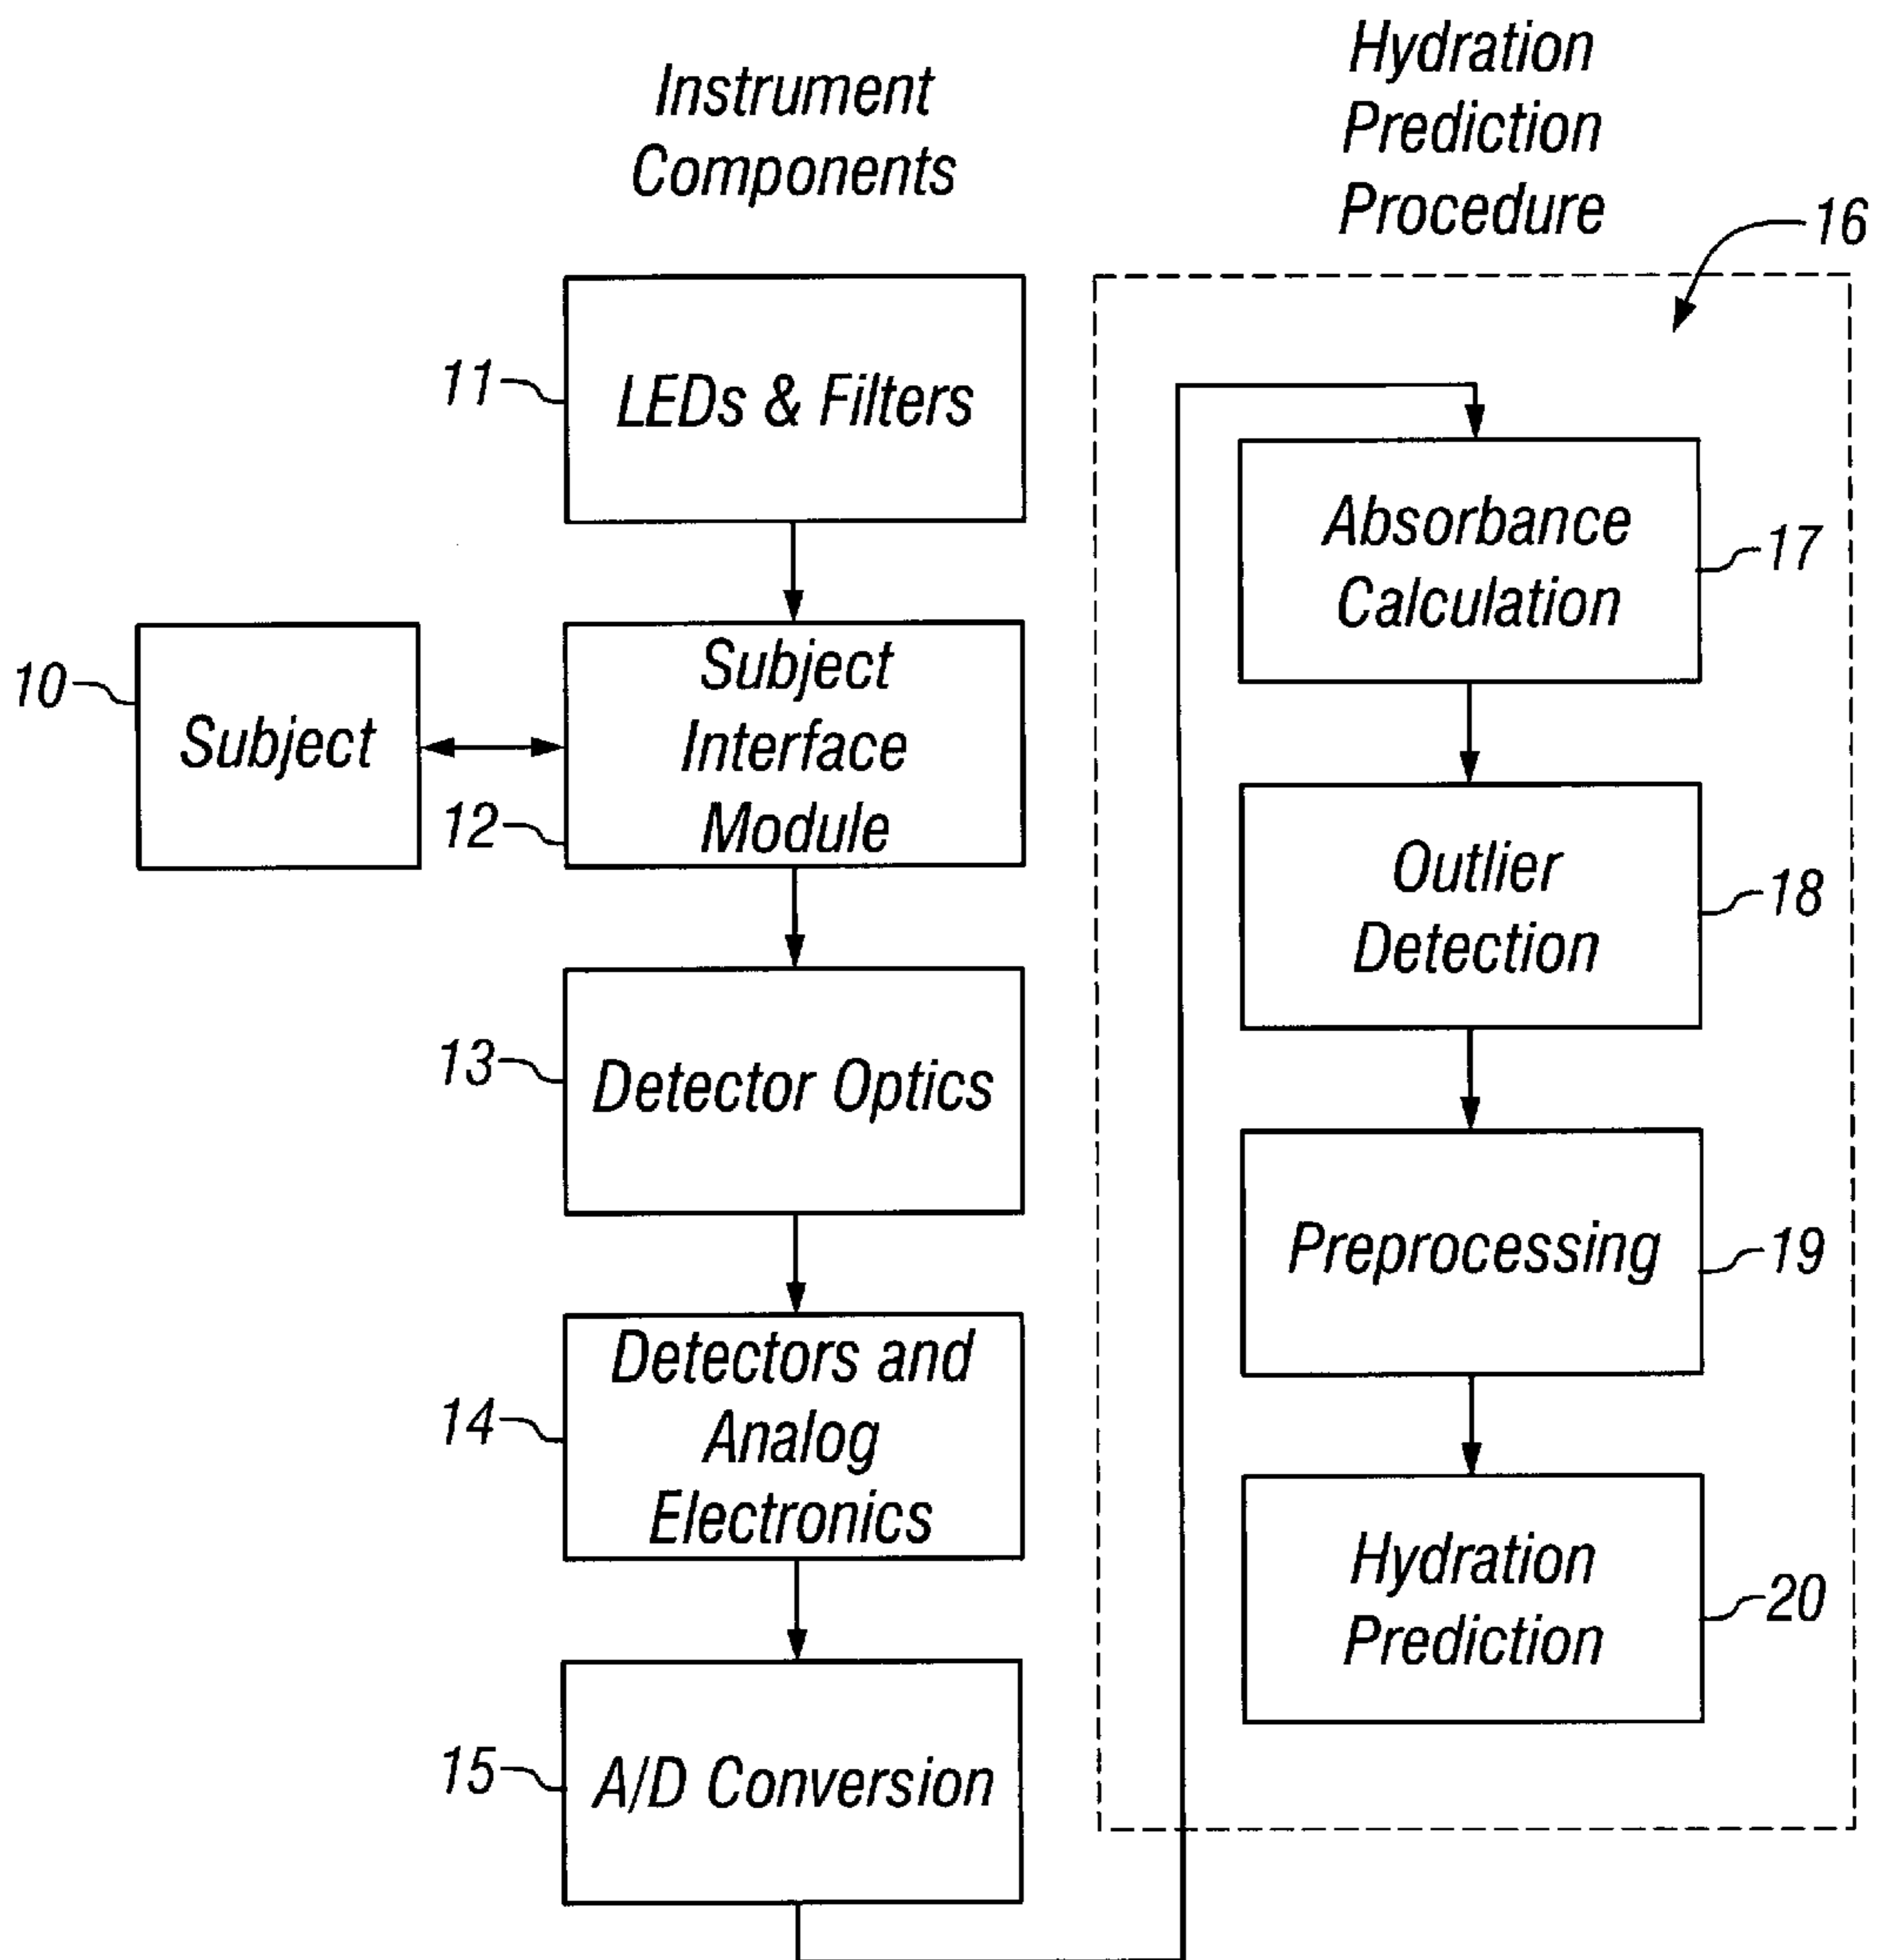 Instrument
Components
11
LEDs & Filters
10
Subject
12
Subject
Interface
Module
13
Detector Optics
14
Detectors and
Analog
Electronics
15
A/D Conversion
Hydration
Prediction
Procedure
16
Absorbance
Calculation
17
Outlier
Detection
18
Preprocessing
19
Hydration
Prediction
20